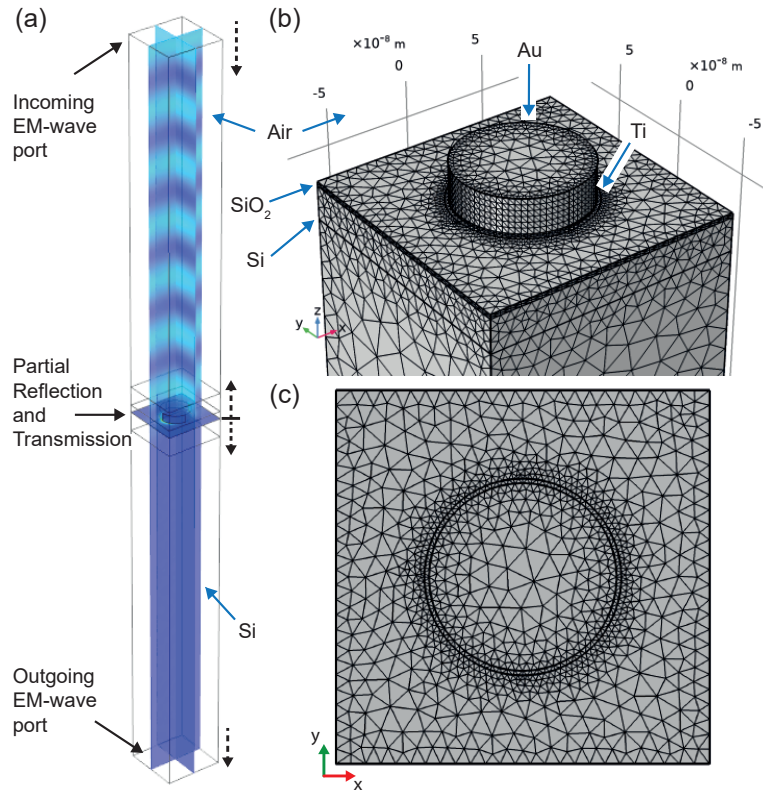 (a)
Incoming
EM-wave
port
Air
SiO2
Si
Partial
Reflection
and
Transmission
Si
Outgoing
EM-wave
port
(b)
×10⁻⁸ m
5
0
-5
Au
×10⁻⁸ m
5
0
-5
Ti
z
y
x
(c)
y
x